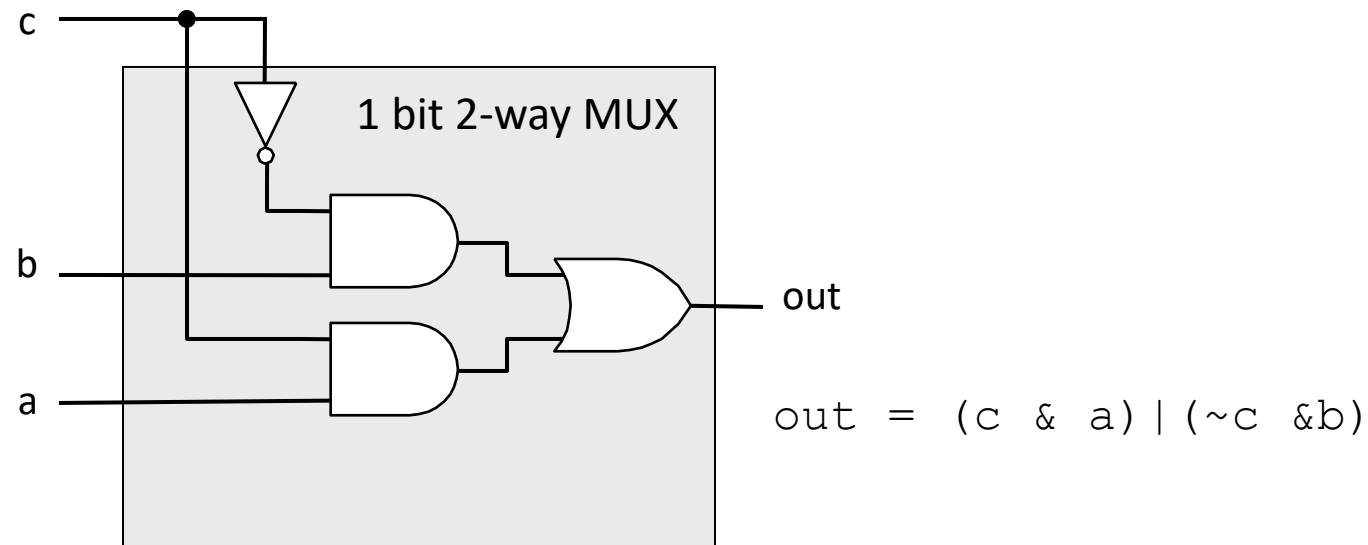 c
1 bit 2-way MUX
b
out
a
out = (c & a)|(~c &b)